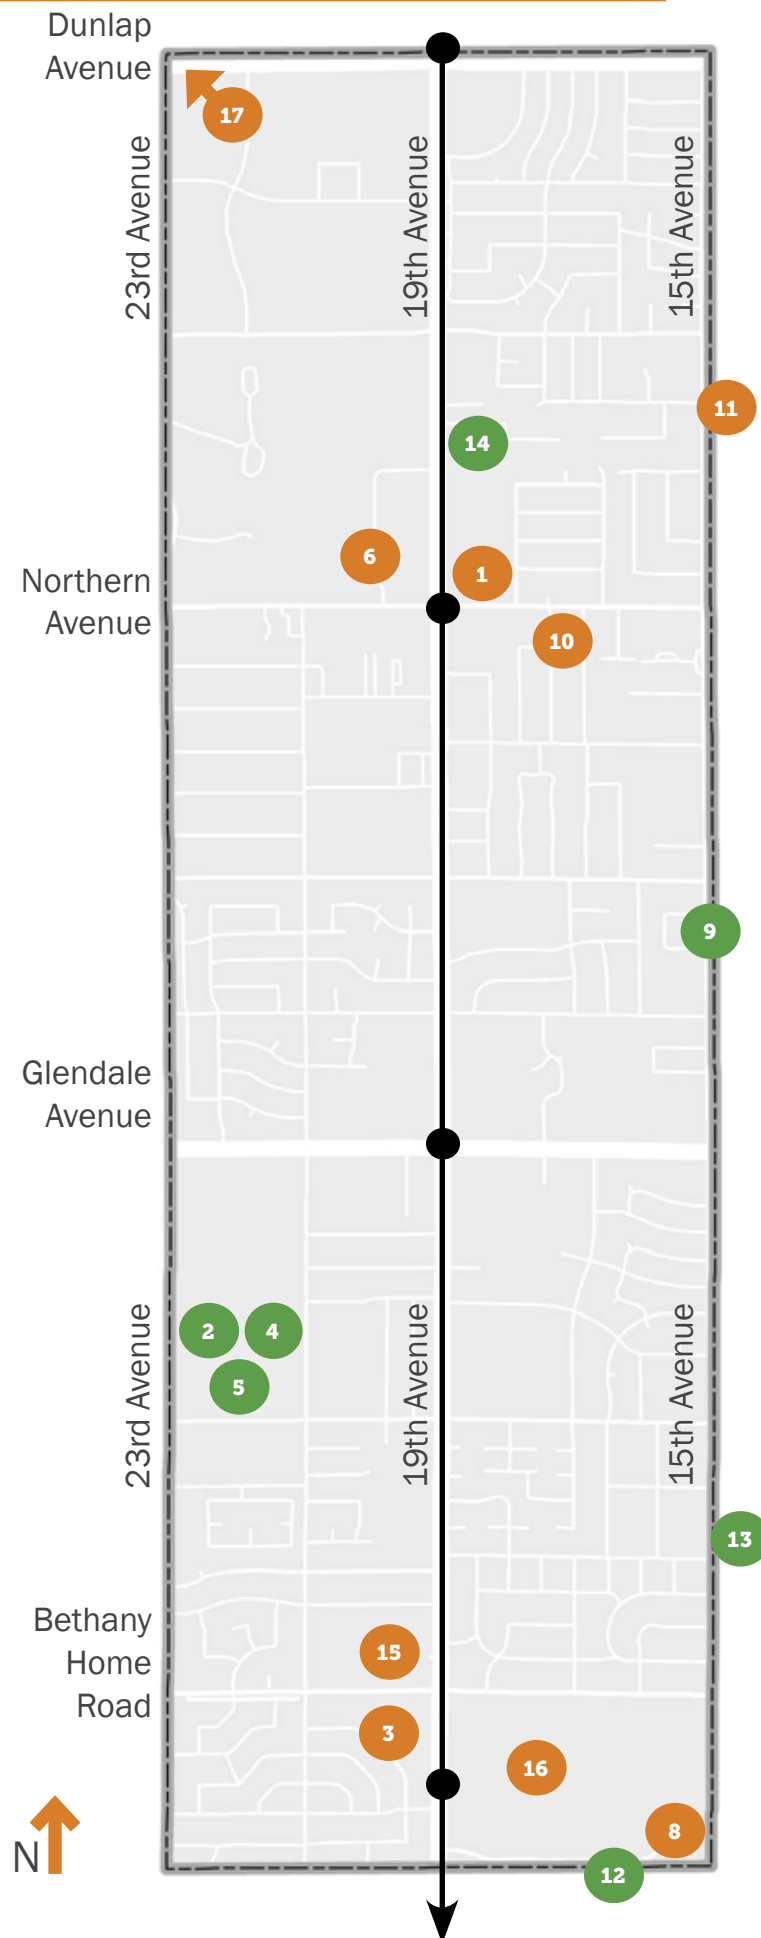 Dunlap
Avenue
17
23rd Avenue
19th Avenue
15th Avenue
11
14
6
1
Northern
Avenue
10
9
Glendale
Avenue
23rd Avenue
19th Avenue
15th Avenue
2
4
5
13
Bethany
Home
Road
15
3
16
8
N
12